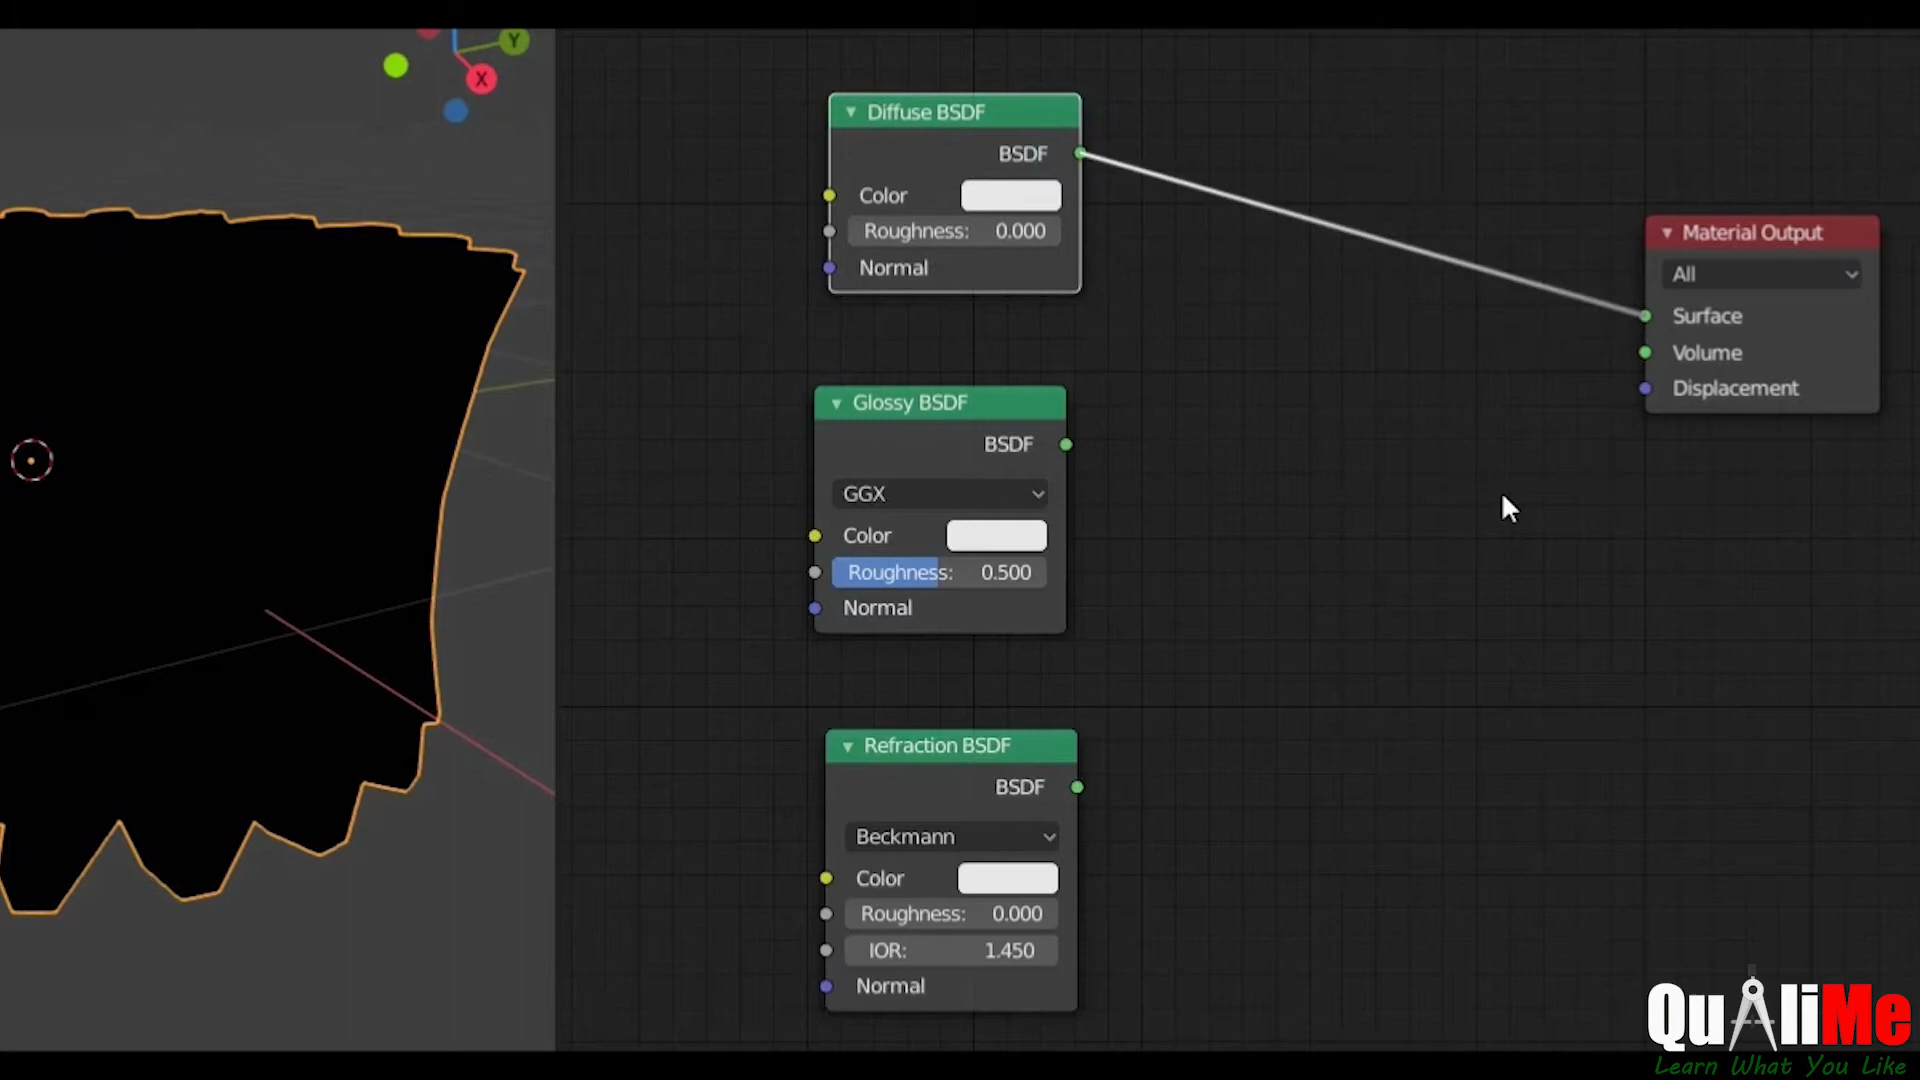 Y
X
Diffuse BSDF
BSDF
Color
Roughness: 0.000
Normal
Material Output
All
Surface
Volume
Displacement
Glossy BSDF
BSDF
GGX
Color
Roughness: 0.500
Normal
Refraction BSDF
BSDF
Beckmann
Color
Roughness: 0.000
IOR: 1.450
Normal
QuAliMe
Learn What You Like